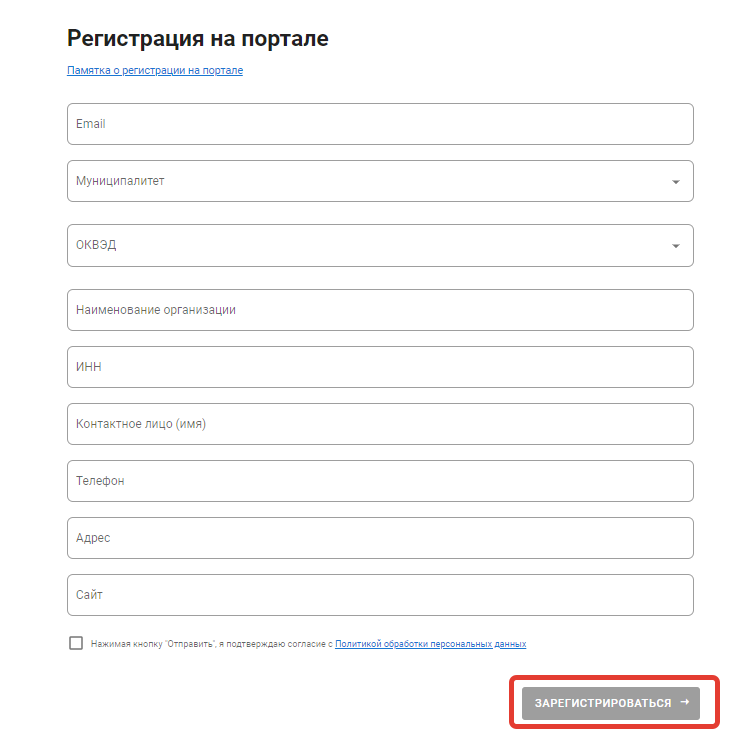 Регистрация на портале
Памятка о регистрации на портале
Email
Муниципалитет
ОКВЭД
Наименование организации
ИНН
Контактное лицо (имя)
Телефон
Адрес
Сайт
Нажимая кнопку "Отправить", я подтверждаю согласие с Политикой обработки персональных данных
ЗАРЕГИСТРИРОВАТЬСЯ →